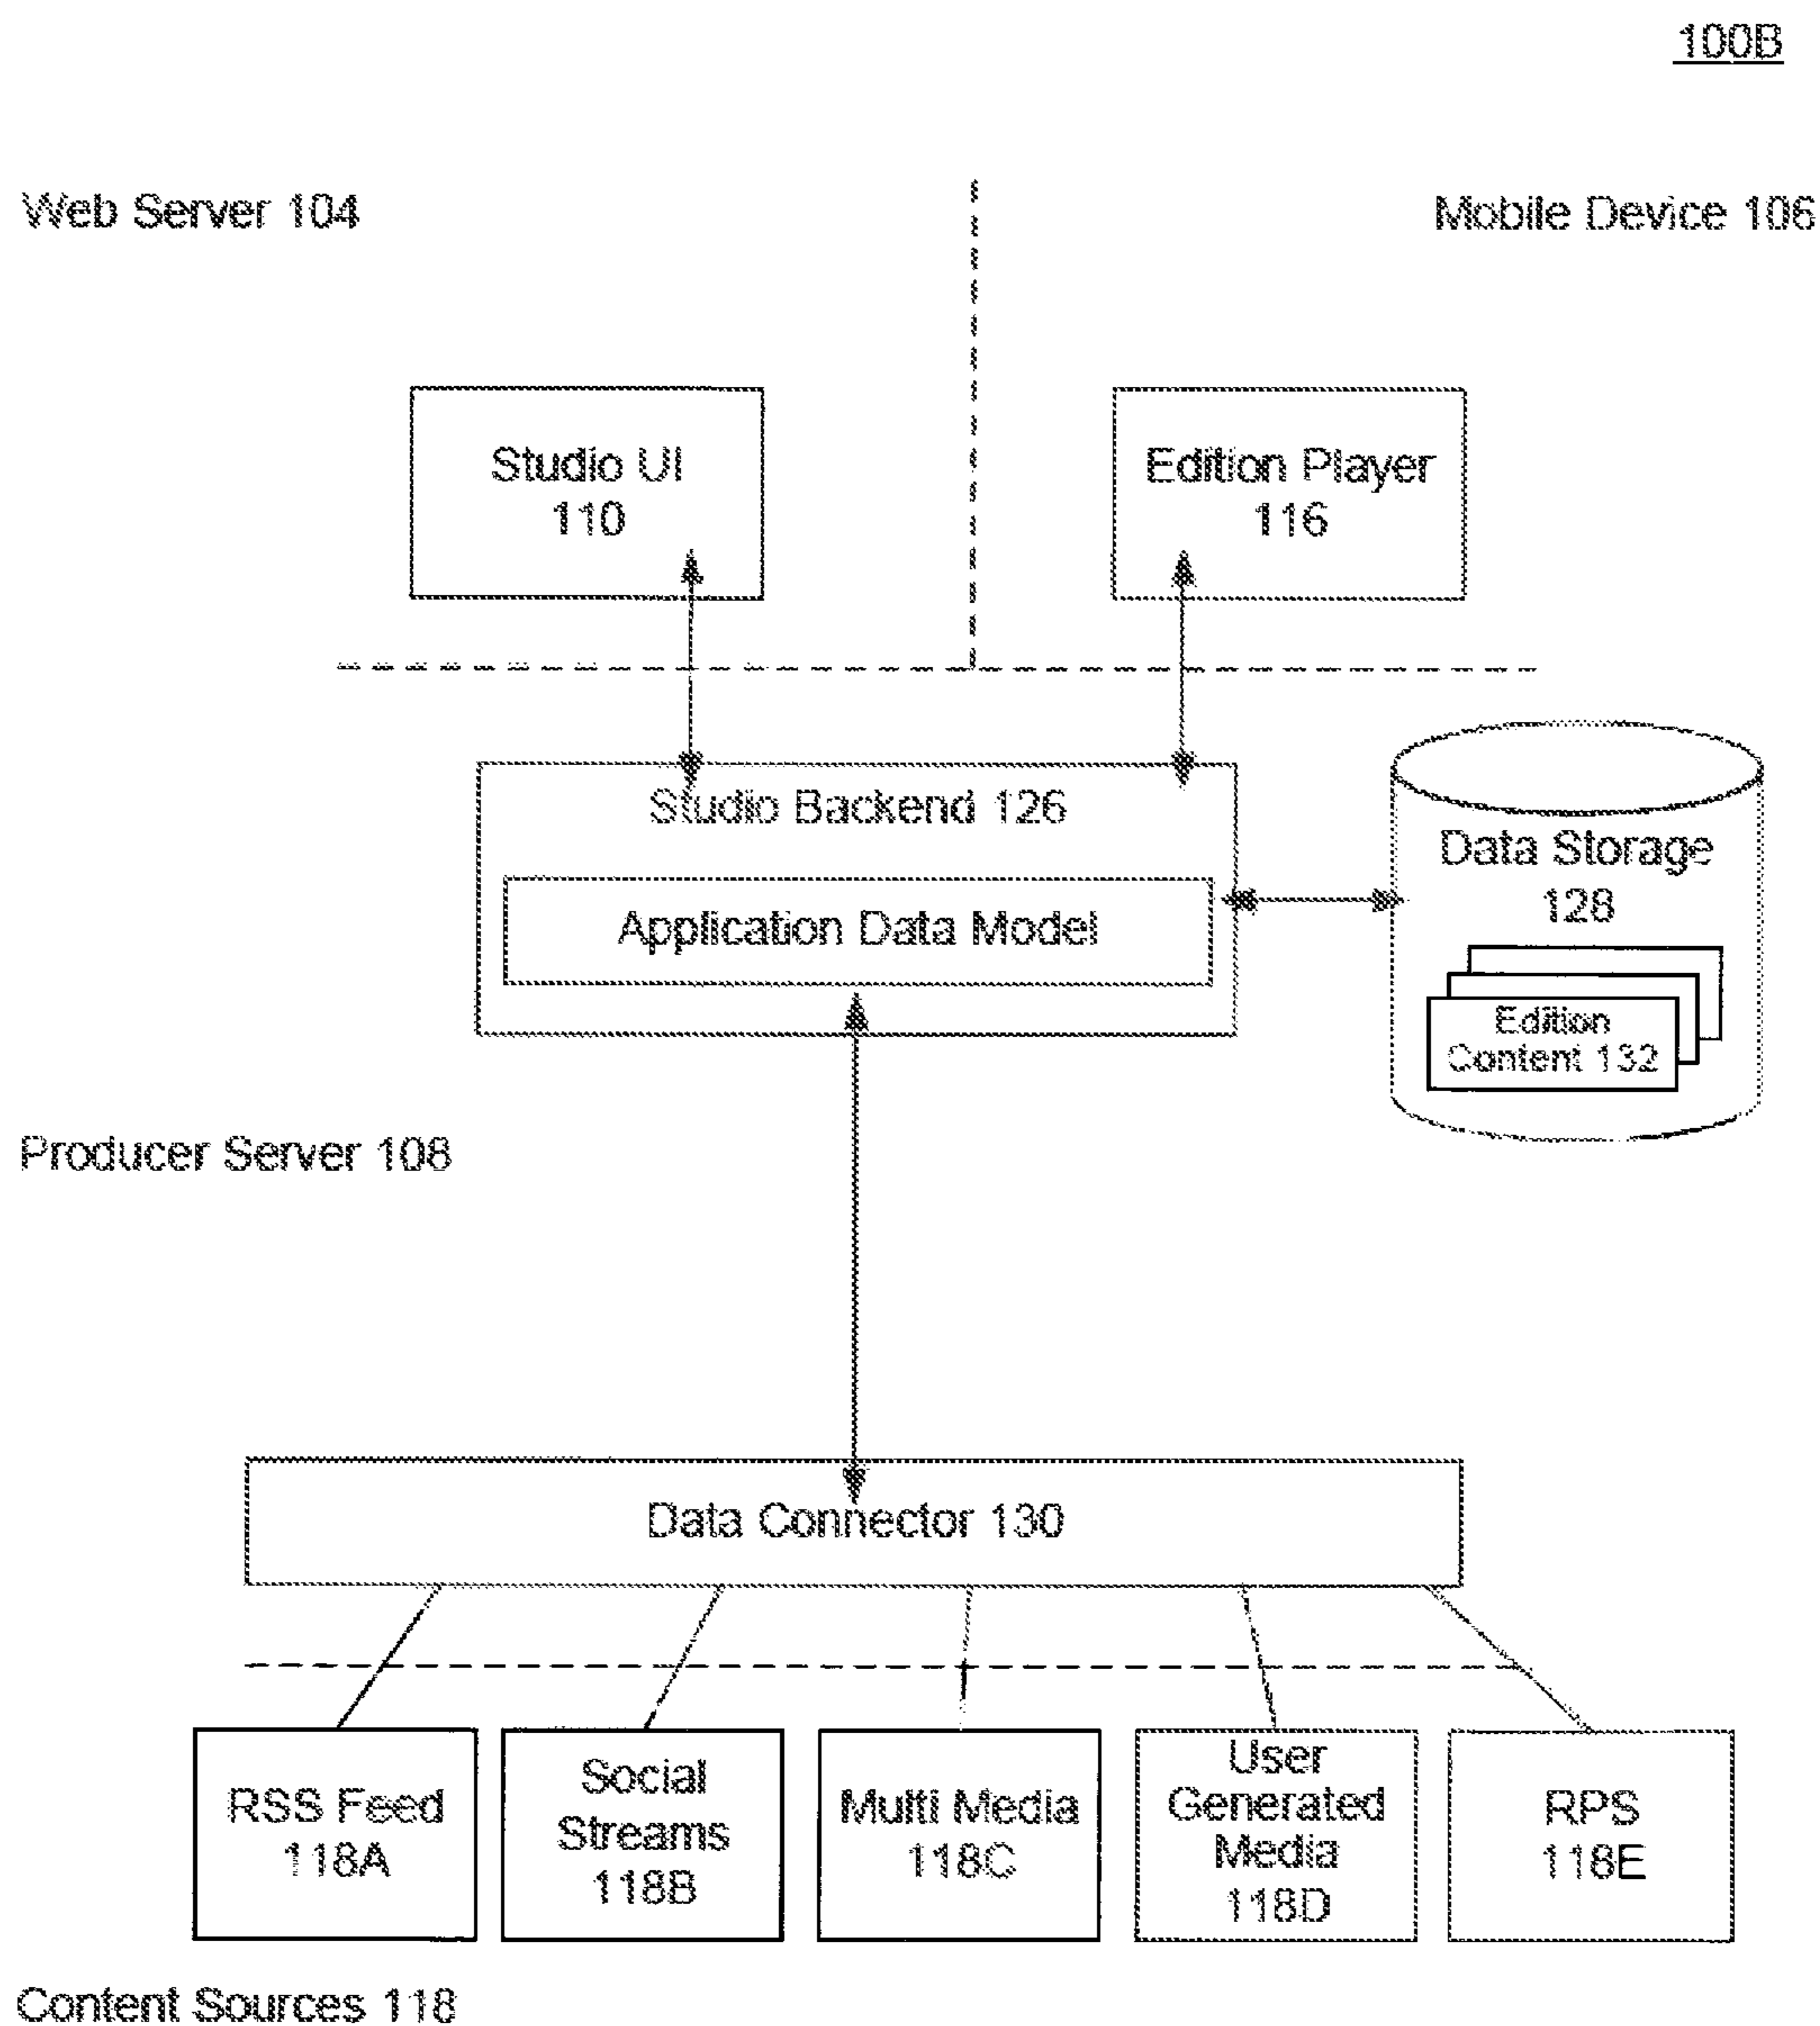 100B
Web Server 104
Mobile Device 106
Studio UI
110
Edition Player
116
Studio Backend 126
Application Data Model
Data Storage
128
Edition
Content 132
Producer Server 108
Data Connector 130
RSS Feed
118A
Social
Streams
118B
Multi Media
118C
User
Generated
Media
118D
RPS
118E
Content Sources 118